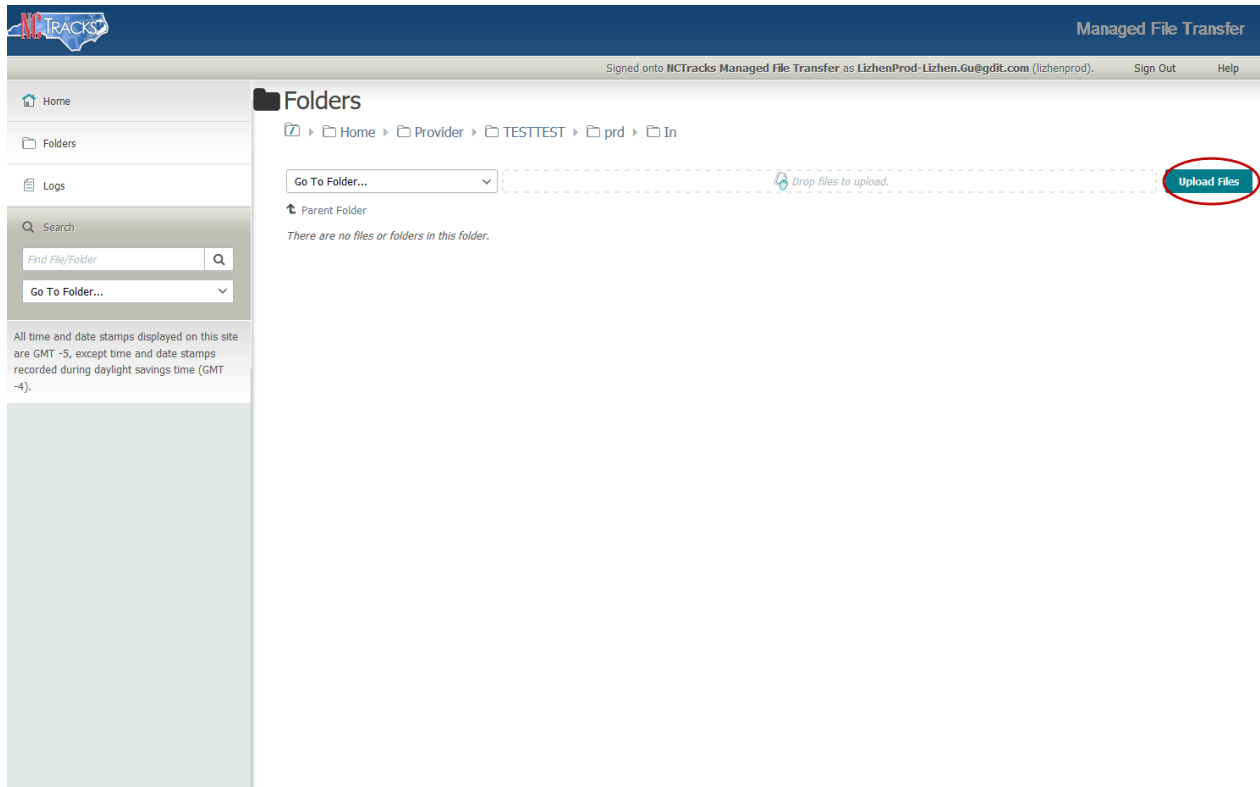 NCTRACKS
Managed File Transfer
Signed onto NCTracks Managed File Transfer as LizhenProd-Lizhen.Gu@gdit.com (lizhenprod).
Sign Out
Help
Home
Folders
Logs
Search
Find File/Folder
Go To Folder...
All time and date stamps displayed on this site
are GMT -5, except time and date stamps
recorded during daylight savings time (GMT
-4).
Folders
/ Home Provider TESTTEST prd In
Go To Folder...
Drop files to upload.
Upload Files
Parent Folder
There are no files or folders in this folder.